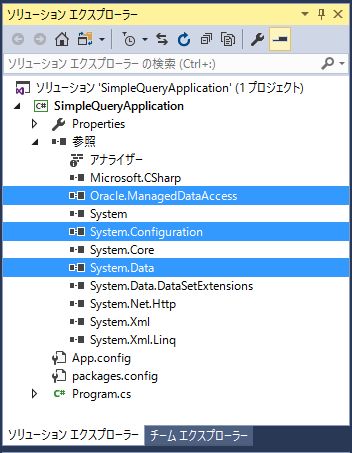 ソリューション エクスプローラー
ソリューション エクスプローラー の検索 (Ctrl+:)
ソリューション 'SimpleQueryApplication' (1 プロジェクト)
C# SimpleQueryApplication
Properties
参照
アナライザー
Microsoft.CSharp
Oracle.ManagedDataAccess
System
System.Configuration
System.Core
System.Data
System.Data.DataSetExtensions
System.Net.Http
System.Xml
System.Xml.Linq
App.config
packages.config
C# Program.cs
ソリューション エクスプローラー チーム エクスプローラー